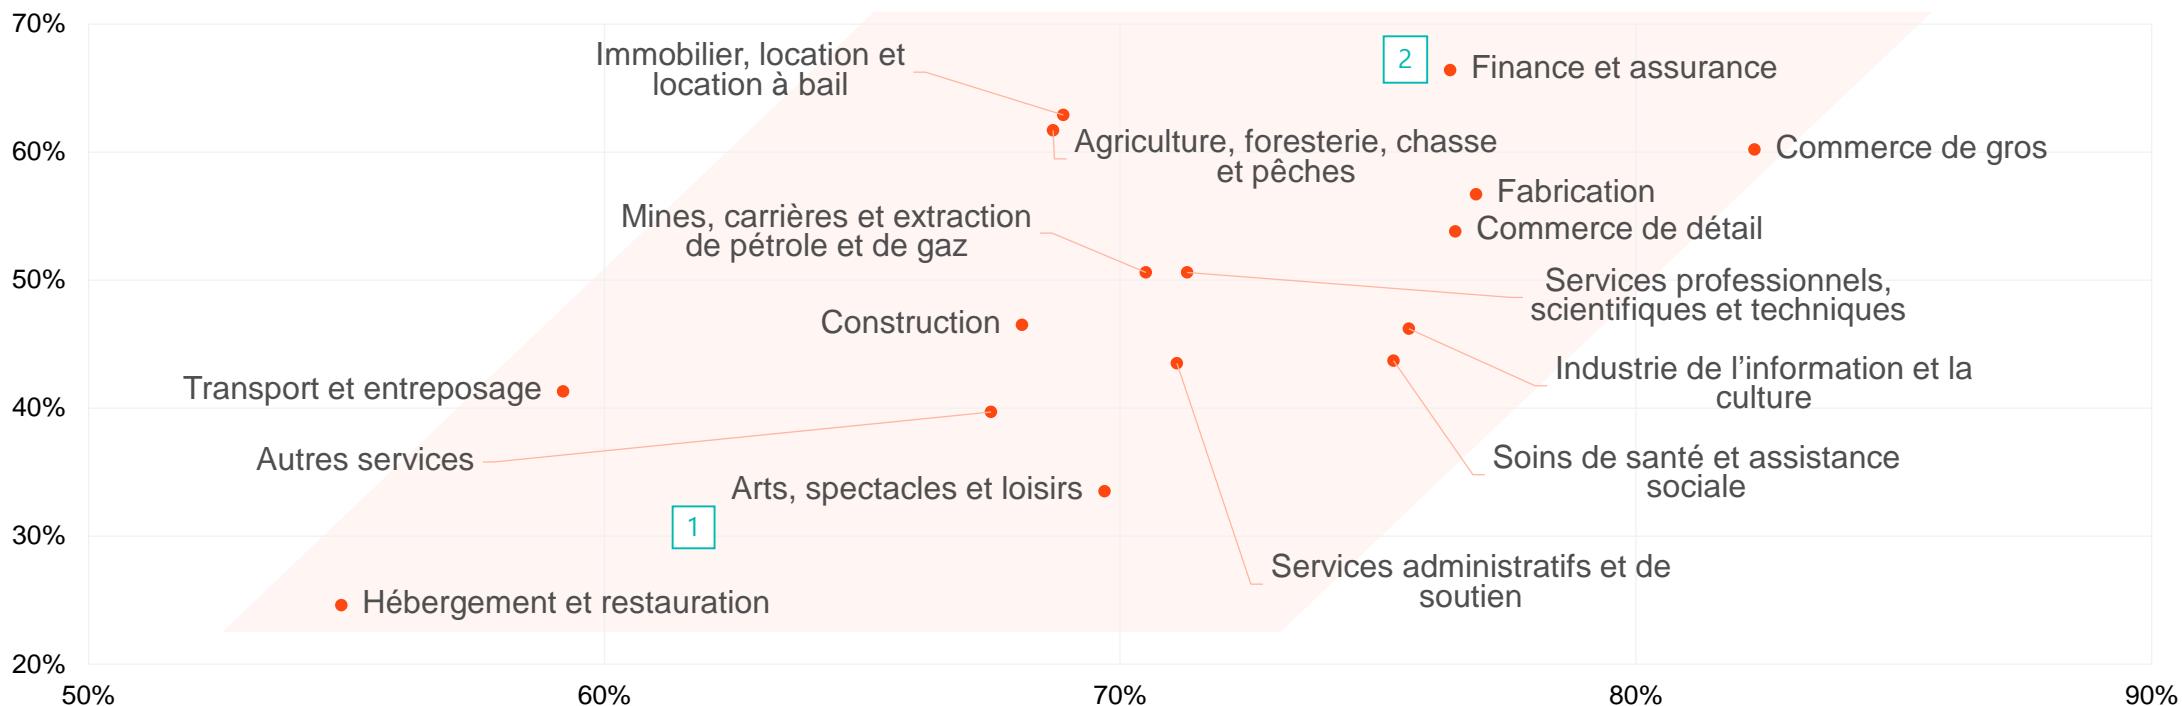 70%
Immobilier, location et
location à bail
2
Finance et assurance
60%
Agriculture, foresterie, chasse
et pêches
Commerce de gros
Fabrication
Mines, carrières et extraction
de pétrole et de gaz
Commerce de détail
50%
Services professionnels,
scientifiques et techniques
Construction
Industrie de l’information et la
culture
Transport et entreposage
40%
Autres services
Soins de santé et assistance
sociale
Arts, spectacles et loisirs
1
30%
Services administratifs et de
soutien
Hébergement et restauration
20%
50%
60%
70%
80%
90%